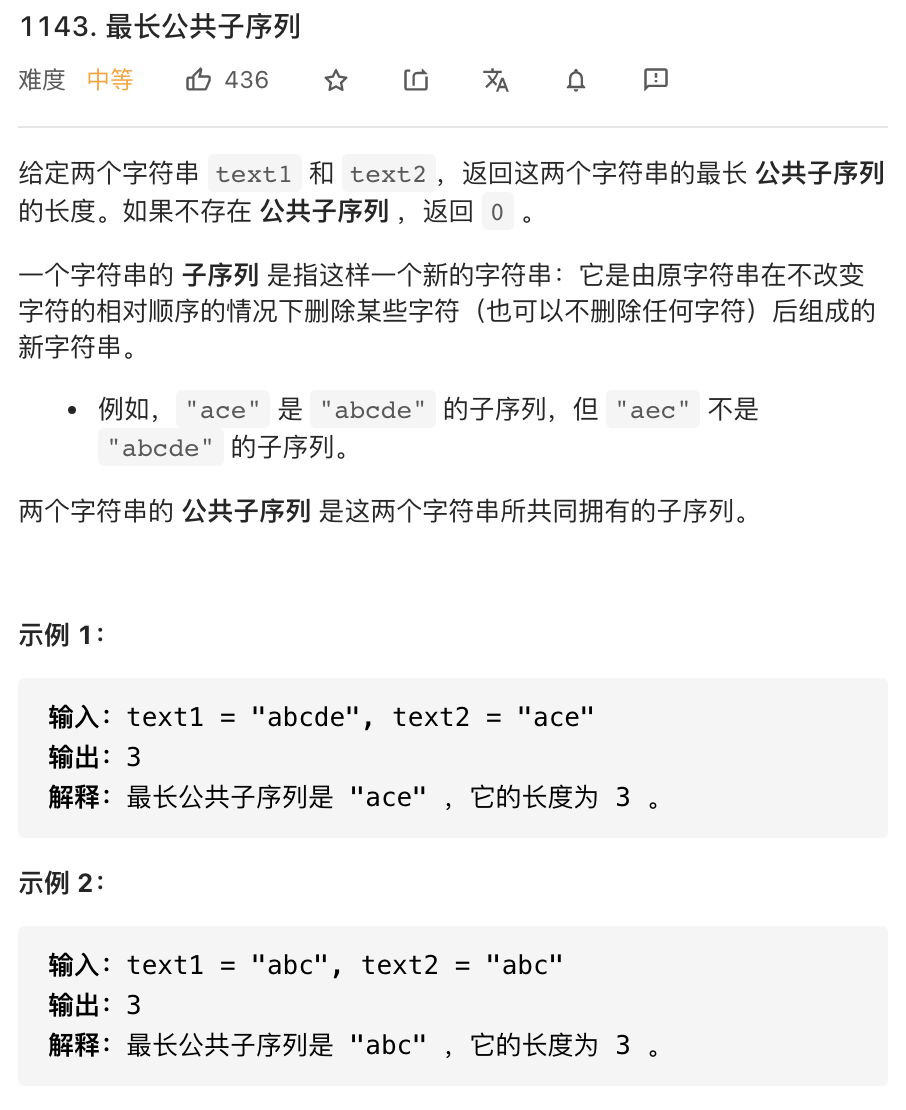 1143. 最长公共子序列
难度 中等 436
给定两个字符串 text1 和 text2，返回这两个字符串的最长 公共子序列
的长度。如果不存在 公共子序列 ，返回 0 。
一个字符串的 子序列 是指这样一个新的字符串：它是由原字符串在不改变
字符的相对顺序的情况下删除某些字符（也可以不删除任何字符）后组成的
新字符串。
• 例如，"ace" 是 "abcde" 的子序列，但 "aec" 不是
"abcde" 的子序列。
两个字符串的 公共子序列 是这两个字符串所共同拥有的子序列。
示例 1：
输入：text1 = "abcde", text2 = "ace"
输出：3
解释：最长公共子序列是 "ace" ，它的长度为 3 。
示例 2：
输入：text1 = "abc", text2 = "abc"
输出：3
解释：最长公共子序列是 "abc" ，它的长度为 3 。